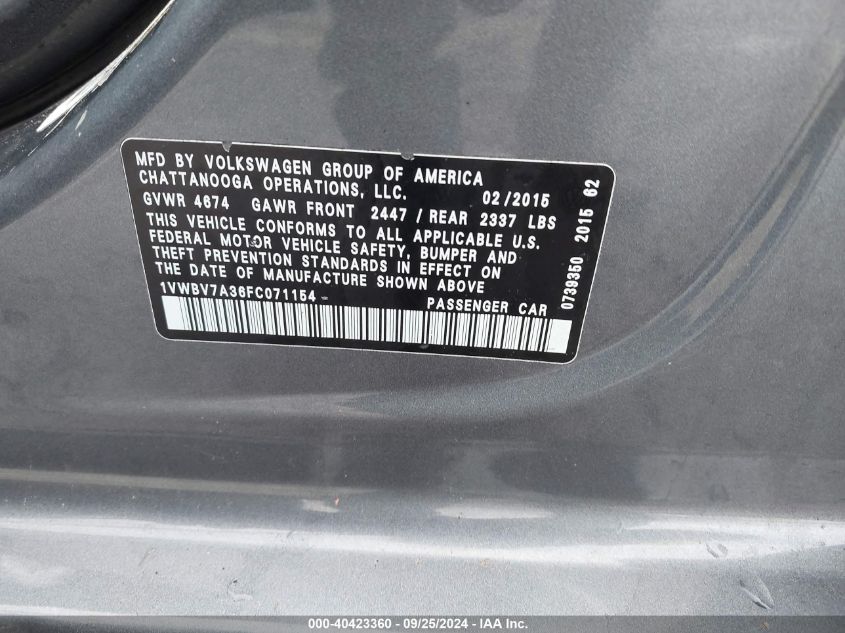 MFD BY VOLKSWAGEN GROUP OF AMERICA
CHATTANOOGA OPERATIONS, LLC. 02/2015
GVWR 4674 GAWR FRONT 2447 / REAR 2337 LBS
THIS VEHICLE CONFORMS TO ALL APPLICABLE U.S.
FEDERAL MOTOR VEHICLE SAFETY, BUMPER AND
THEFT PREVENTION STANDARDS IN EFFECT ON
THE DATE OF MANUFACTURE SHOWN ABOVE
1VWBV7A36FC071154 PASSENGER CAR
0739350 2015 62
000-40423360 - 09/25/2024 - IAA Inc.